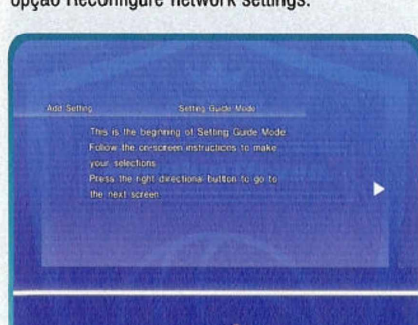 opção Reconfigure network settings.
Add Setting Setting Guide Mode
This is the beginning of Setting Guide Mode.
Follow the on-screen instructions to make
your selections.
Press the right directional button to go to
the next screen.